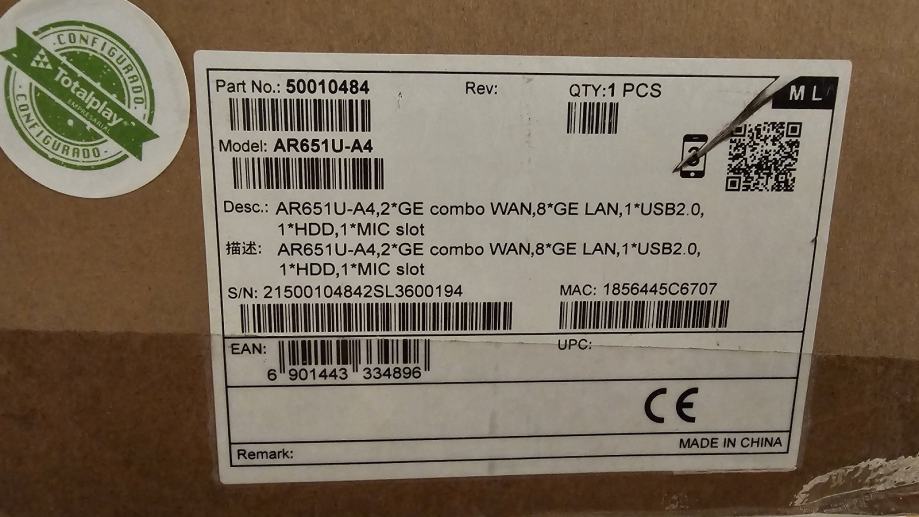 CONFIGURADO
Totalplay
EMPRESARIAL
CONFIGURADO
Part No.: 50010484 Rev: QTY:1 PCS
M L
Model: AR651U-A4
Desc.: AR651U-A4,2*GE combo WAN,8*GE LAN,1*USB2.0,
1*HDD,1*MIC slot
描述: AR651U-A4,2*GE combo WAN,8*GE LAN,1*USB2.0,
1*HDD,1*MIC slot
S/N: 21500104842SL3600194 MAC: 1856445C6707
EAN: UPC:
6 901443 334896
CE
MADE IN CHINA
Remark: